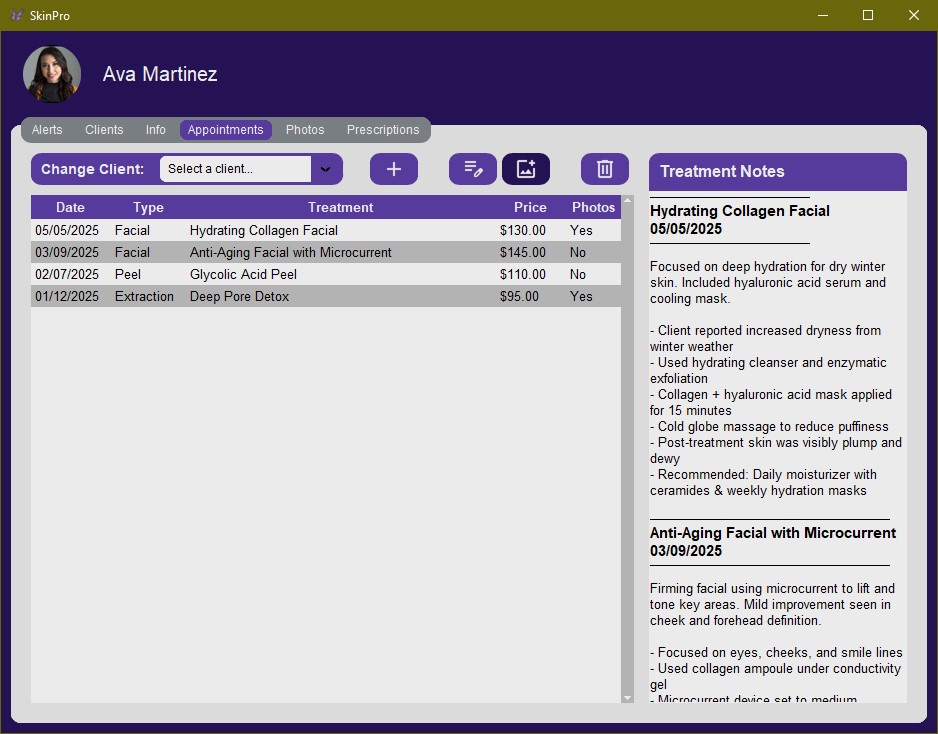 SkinPro
Ava Martinez
Alerts Clients Info Appointments Photos Prescriptions
Change Client: Select a client...
Date Type Treatment Price Photos
05/05/2025 Facial Hydrating Collagen Facial $130.00 Yes
03/09/2025 Facial Anti-Aging Facial with Microcurrent $145.00 No
02/07/2025 Peel Glycolic Acid Peel $110.00 No
01/12/2025 Extraction Deep Pore Detox $95.00 Yes
Treatment Notes
Hydrating Collagen Facial
05/05/2025
Focused on deep hydration for dry winter
skin. Included hyaluronic acid serum and
cooling mask.
- Client reported increased dryness from
winter weather
- Used hydrating cleanser and enzymatic
exfoliation
- Collagen + hyaluronic acid mask applied
for 15 minutes
- Cold globe massage to reduce puffiness
- Post-treatment skin was visibly plump and
dewy
- Recommended: Daily moisturizer with
ceramides & weekly hydration masks
Anti-Aging Facial with Microcurrent
03/09/2025
Firming facial using microcurrent to lift and
tone key areas. Mild improvement seen in
cheek and forehead definition.
- Focused on eyes, cheeks, and smile lines
- Used collagen ampoule under conductivity
gel
- Microcurrent device set to medium